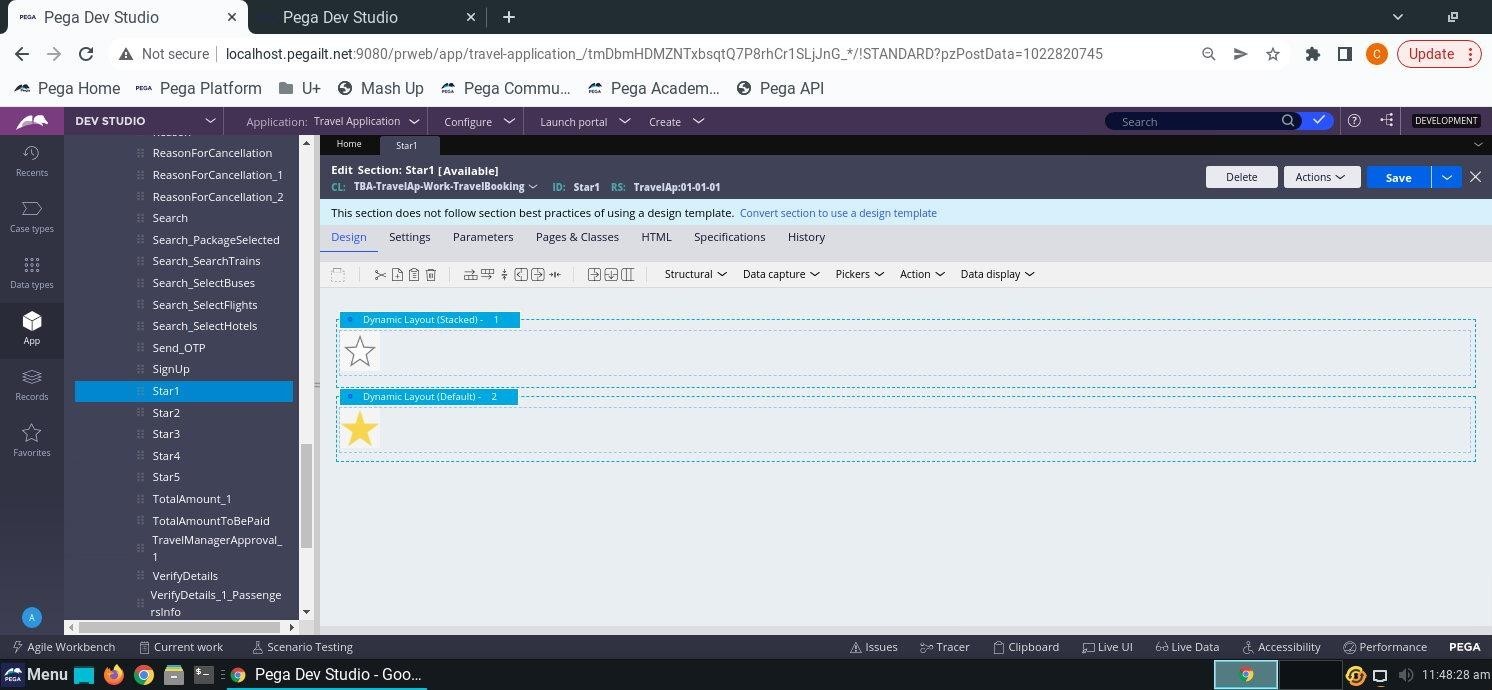 PEGA Pega Dev Studio
Pega Dev Studio
Not secure localhost.pegailt.net:9080/prweb/app/travel-application_/tmDbmHDMZNTxbsqtQ7P8rhCr1SLjJnG_*/!STANDARD?pzPostData=1022820745 C Update
Pega Home PEGA Pega Platform U+ Mash Up Pega Commu... Pega Academ... Pega API
DEV STUDIO Application: Travel Application Configure Launch portal Create Search DEVELOPMENT
Home Star1
Recents
Case types
Data types
App
Records
Favorites
A
Reason
ReasonForCancellation
ReasonForCancellation_1
ReasonForCancellation_2
Search
Search_PackageSelected
Search_SearchTrains
Search_SelectBuses
Search_SelectFlights
Search_SelectHotels
Send_OTP
SignUp
Star1
Star2
Star3
Star4
Star5
TotalAmount_1
TotalAmountToBePaid
TravelManagerApproval_
1
VerifyDetails
VerifyDetails_1_Passenge
rsInfo
Edit Section: Star1 [Available]
CL: TBA-TravelAp-Work-TravelBooking ID: Star1 RS: TravelAp:01-01-01
Delete Actions Save
This section does not follow section best practices of using a design template. Convert section to use a design template
Design Settings Parameters Pages & Classes HTML Specifications History
Structural Data capture Pickers Action Data display
Dynamic Layout (Stacked) - 1
Dynamic Layout (Default) - 2
Agile Workbench Current work Scenario Testing Issues Tracer Clipboard Live UI Live Data Accessibility Performance PEGA
PEGA Menu Pega Dev Studio - Goo... 11:48:28 am